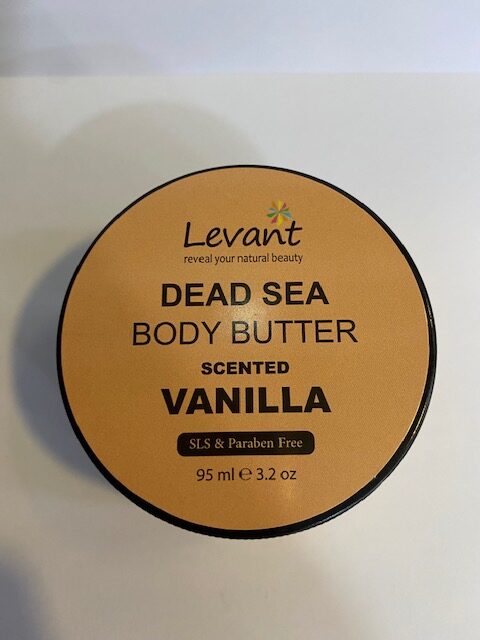 Levant
reveal your natural beauty
DEAD SEA
BODY BUTTER
SCENTED
VANILLA
SLS & Paraben Free
95 ml ℮ 3.2 oz